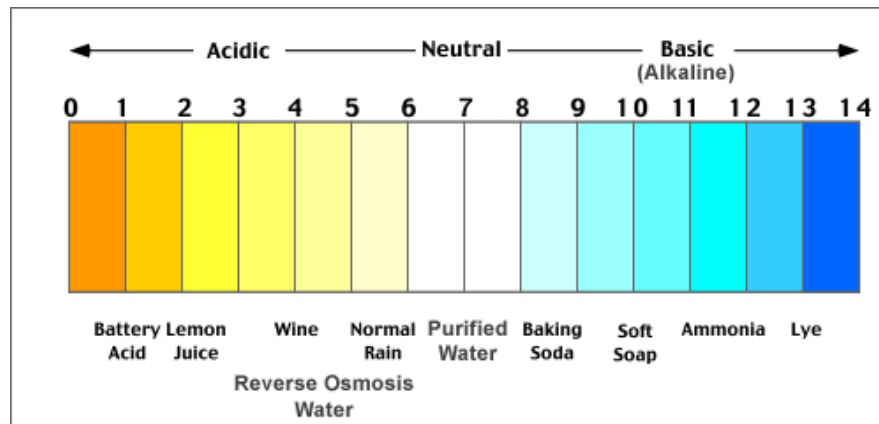 Acidic Neutral Basic
(Alkaline)
0 1 2 3 4 5 6 7 8 9 10 11 12 13 14
Battery Lemon Wine Normal Purified Baking Soft Ammonia Lye
Acid Juice Rain Water Soda Soap
Reverse Osmosis
Water